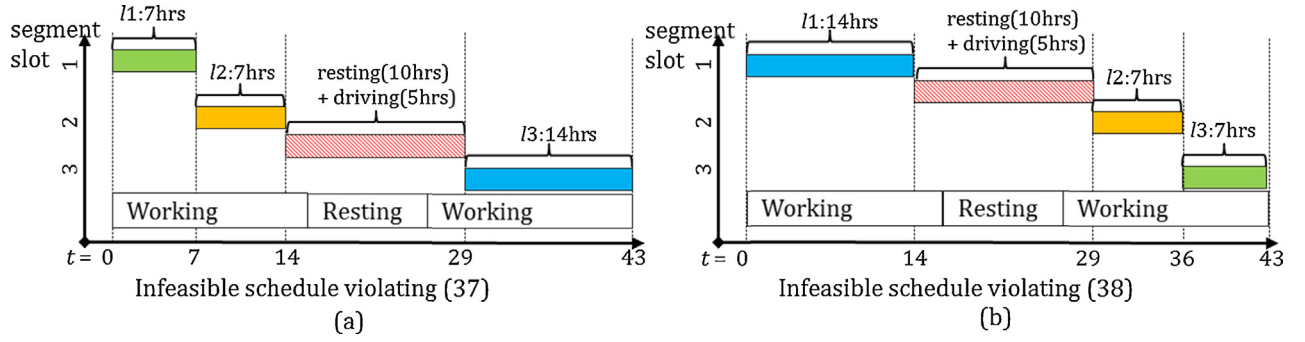 l1:7hrs
segment
slot
1
l2:7hrs
resting(10hrs)
+ driving(5hrs)
2
l3:14hrs
3
Working
Resting
Working
t = 0 7 14 29 43
Infeasible schedule violating (37)
(a)
segment
slot
l1:14hrs
resting(10hrs)
+ driving(5hrs)
1
l2:7hrs
2
l3:7hrs
3
Working
Resting
Working
t = 0 14 29 36 43
Infeasible schedule violating (38)
(b)